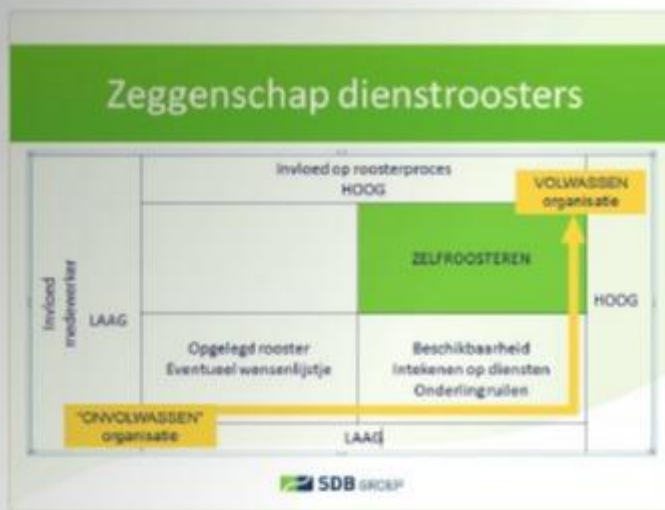 Zeggenschap dienstroosters
Invloed op roosterproces
HOOG
VOLWASSEN
organisatie
ZELFROOSTEREN
Invloed
medewerker
LAAG
HOOG
Opgelegd rooster
Eventueel wensenlijstje
Beschikbaarheid
Intekenen op diensten
Onderling ruilen
"ONVOLWASSEN"
organisatie
LAAG
SDB GROEP